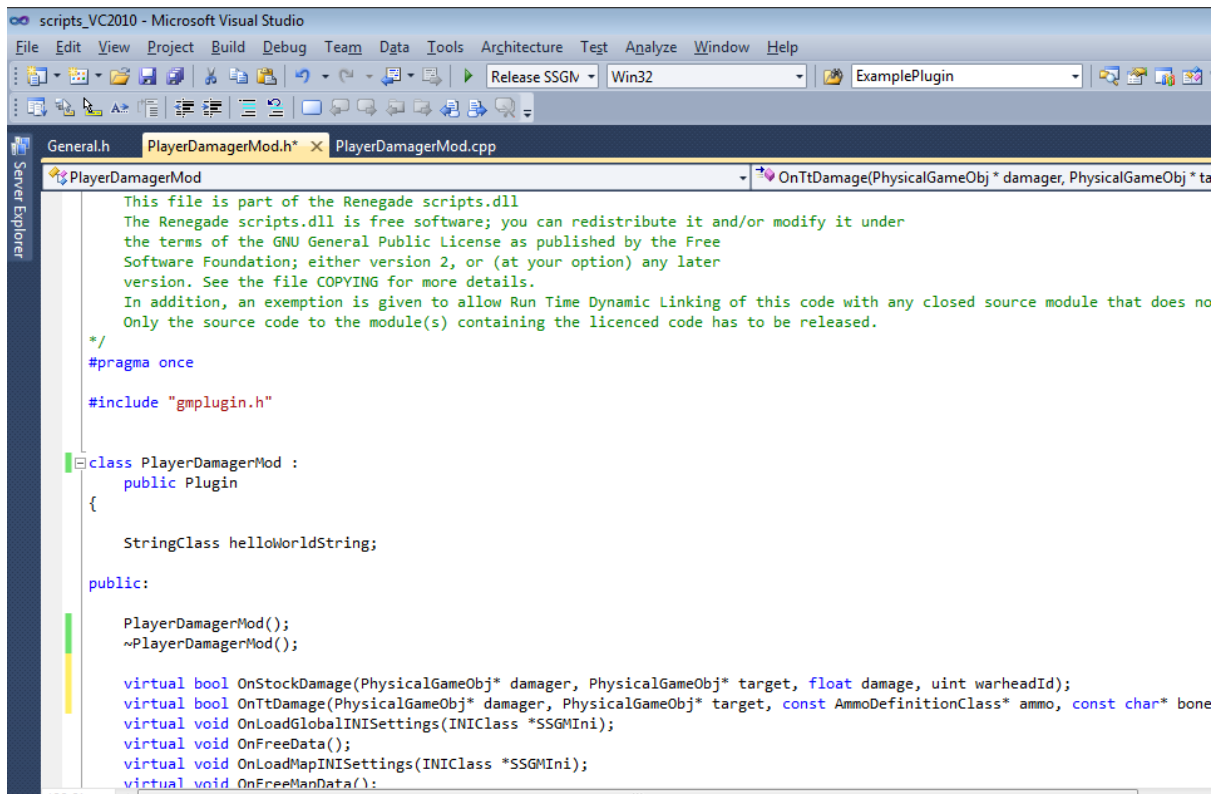 scripts_VC2010 - Microsoft Visual Studio
File Edit View Project Build Debug Team Data Tools Architecture Test Analyze Window Help
Release SSGM Win32 ExamplePlugin
General.h PlayerDamagerMod.h* PlayerDamagerMod.cpp
Server Explorer
PlayerDamagerMod OnTtDamage(PhysicalGameObj * damager, PhysicalGameObj * ta
This file is part of the Renegade scripts.dll
The Renegade scripts.dll is free software; you can redistribute it and/or modify it under
the terms of the GNU General Public License as published by the Free
Software Foundation; either version 2, or (at your option) any later
version. See the file COPYING for more details.
In addition, an exemption is given to allow Run Time Dynamic Linking of this code with any closed source module that does no
Only the source code to the module(s) containing the licenced code has to be released.
*/
#pragma once
#include "gmplugin.h"
class PlayerDamagerMod :
public Plugin
{
StringClass helloWorldString;
public:
PlayerDamagerMod();
~PlayerDamagerMod();
virtual bool OnStockDamage(PhysicalGameObj* damager, PhysicalGameObj* target, float damage, uint warheadId);
virtual bool OnTtDamage(PhysicalGameObj* damager, PhysicalGameObj* target, const AmmoDefinitionClass* ammo, const char* bone
virtual void OnLoadGlobalINISettings(INIClass *SSGMIni);
virtual void OnFreeData();
virtual void OnLoadMapINISettings(INIClass *SSGMIni);
virtual void OnFreeMapData();